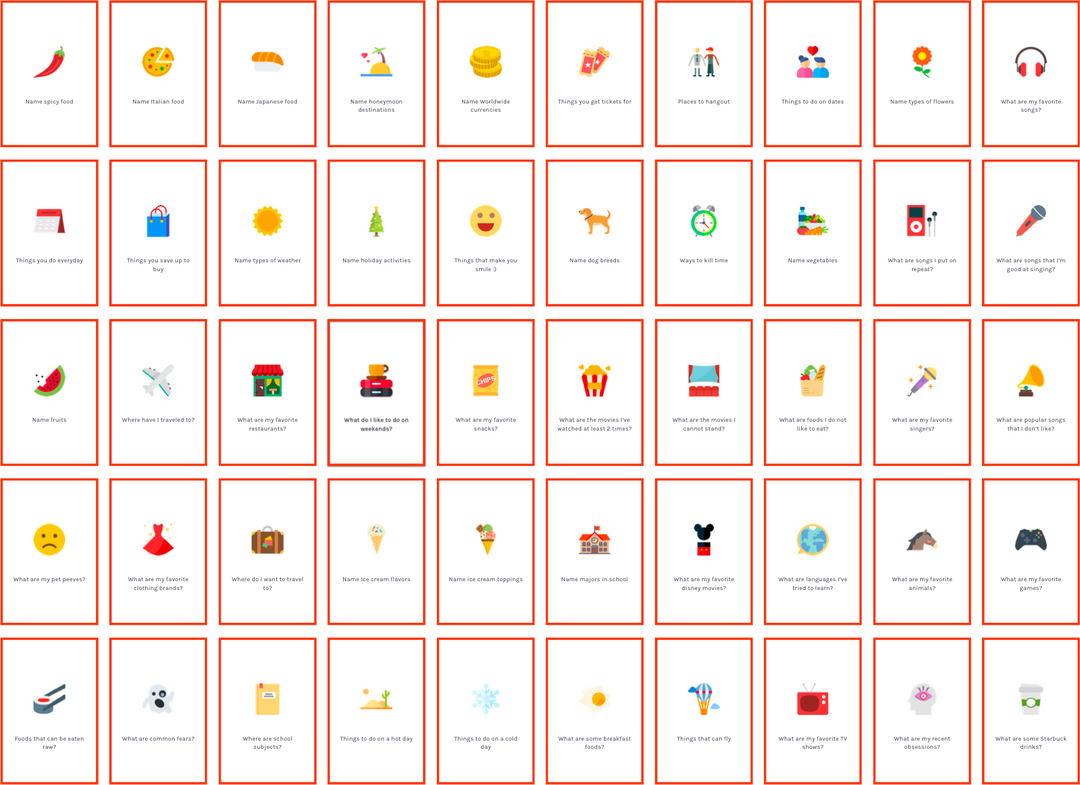 Name spicy food
Name Italian food
Name Japanese food
Name honeymoon
destinations
Name Worldwide
currencies
Things you get tickets for
Places to hangout
Things to do on dates
Name types of flowers
What are my favorite
songs?
Things you do everyday
Things you save up to
buy
Name types of weather
Name holiday activities
Things that make you
smile :)
Name dog breeds
Ways to kill time
Name vegetables
What are songs I put on
repeat?
What are songs that I'm
good at singing?
Name fruits
Where have I traveled to?
What are my favorite
restaurants?
What do I like to do on
weekends?
CHIPS
What are my favorite
snacks?
What are the movies I've
watched at least 2 times?
What are the movies I
cannot stand?
What are foods I do not
like to eat?
What are my favorite
singers?
What are popular songs
that I don't like?
What are my pet peeves?
What are my favorite
clothing brands?
Where do I want to travel
to?
Name Ice cream flavors
Name ice cream toppings
Name majors in school
What are my favorite
disney movies?
What are languages I've
tried to learn?
What are my favorite
animals?
What are my favorite
games?
Foods that can be eaten
raw?
What are common fears?
Where are school
subjects?
Things to do on a hot day
Things to do on a cold
day
What are some breakfast
foods?
Things that can fly
What are my favorite TV
shows?
What are my recent
obsessions?
What are some Starbuck
drinks?